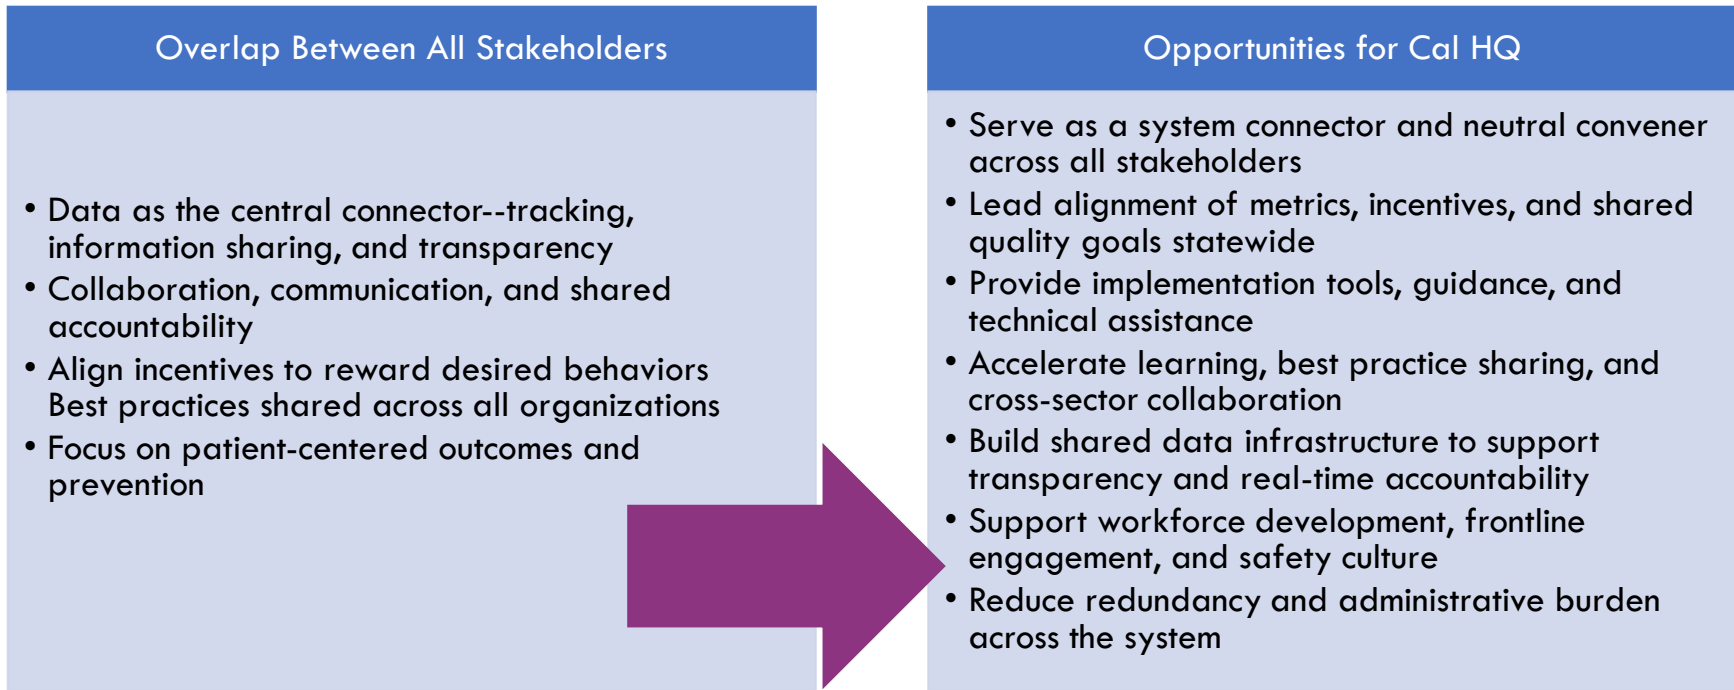 Overlap Between All Stakeholders
• Data as the central connector--tracking,
information sharing, and transparency
• Collaboration, communication, and shared
accountability
• Align incentives to reward desired behaviors
Best practices shared across all organizations
• Focus on patient-centered outcomes and
prevention
Opportunities for Cal HQ
• Serve as a system connector and neutral convener
across all stakeholders
• Lead alignment of metrics, incentives, and shared
quality goals statewide
• Provide implementation tools, guidance, and
technical assistance
• Accelerate learning, best practice sharing, and
cross-sector collaboration
• Build shared data infrastructure to support
transparency and real-time accountability
• Support workforce development, frontline
engagement, and safety culture
• Reduce redundancy and administrative burden
across the system